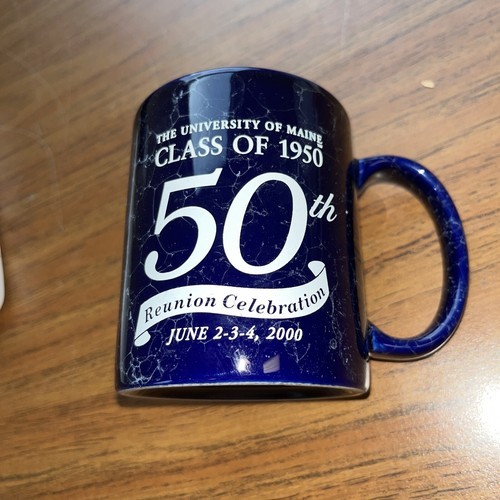 THE UNIVERSITY OF MAINE
CLASS OF 1950
50th
Reunion Celebration
JUNE 2-3-4, 2000